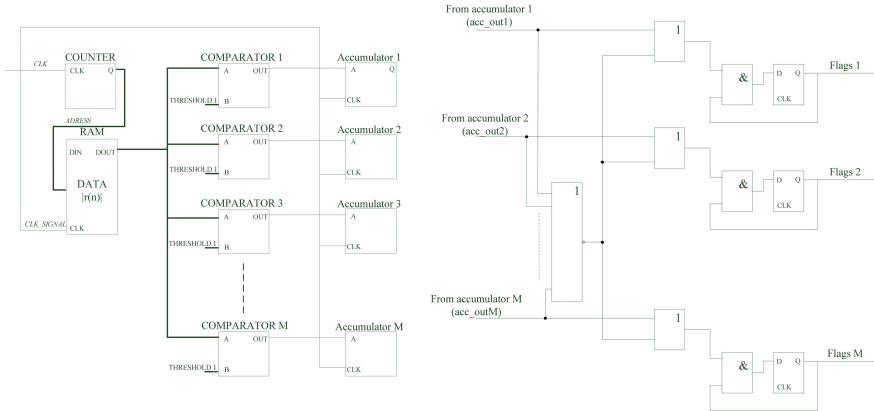 COUNTER
CLK
CLK
Q
ADRESS
RAM
DIN
DOUT
DATA
|r(n)|
CLK_SIGNAL
CLK
COMPARATOR 1
A
OUT
THRESHOLD 1
B
Accumulator 1
A
Q
CLK
COMPARATOR 2
A
OUT
THRESHOLD 1
B
Accumulator 2
A
CLK
COMPARATOR 3
A
OUT
THRESHOLD 1
B
Accumulator 3
A
CLK
COMPARATOR M
A
OUT
THRESHOLD 1
B
Accumulator M
A
CLK
From accumulator 1
(acc_out1)
1
&
D
Q
CLK
Flags 1
From accumulator 2
(acc_out2)
1
&
D
Q
CLK
Flags 2
1
From accumulator M
(acc_outM)
1
&
D
Q
CLK
Flags M